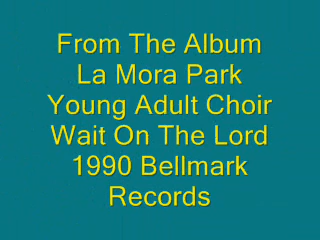 From The Album
La Mora Park
Young Adult Choir
Wait On The Lord
1990 Bellmark
Records